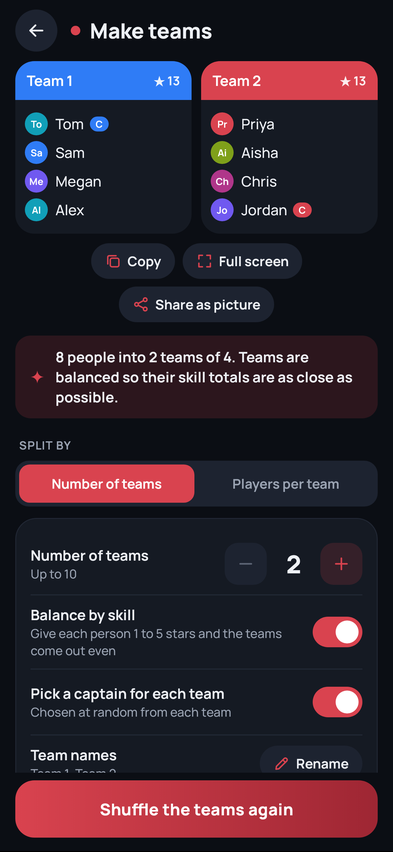 Make teams
Team 1 ★ 13
To Tom C
Sa Sam
Me Megan
Al Alex
Team 2 ★ 13
Pr Priya
Ai Aisha
Ch Chris
Jo Jordan C
Copy
Full screen
Share as picture
8 people into 2 teams of 4. Teams are
balanced so their skill totals are as close as
possible.
SPLIT BY
Number of teams
Players per team
Number of teams
Up to 10
− 2 +
Balance by skill
Give each person 1 to 5 stars and the teams
come out even
Pick a captain for each team
Chosen at random from each team
Team names
Team 1, Team 2
Rename
Shuffle the teams again